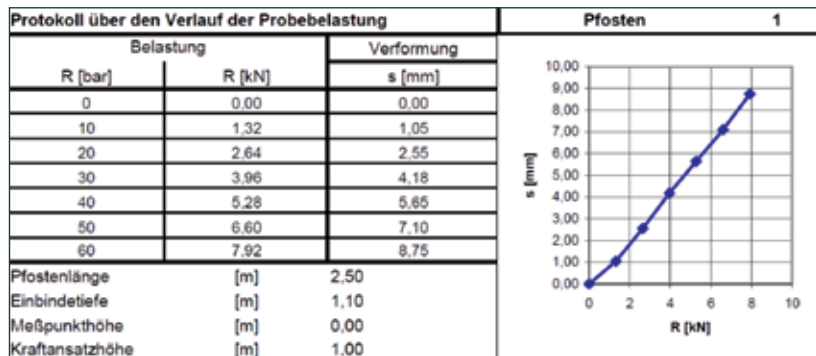 Protokoll über den Verlauf der Probebelastung
Pfosten 1
Belastung Verformung
R [bar] R [kN] s [mm]
0 0,00 0,00
10 1,32 1,05
20 2,64 2,55
30 3,96 4,18
40 5,28 5,65
50 6,60 7,10
60 7,92 8,75
Pfostenlänge [m] 2,50
Einbindetiefe [m] 1,10
Meßpunkthöhe [m] 0,00
Kraftansatzhöhe [m] 1,00
10,00
9,00
8,00
7,00
6,00
5,00
4,00
3,00
2,00
1,00
0,00
s [mm]
0 2 4 6 8 10
R [kN]